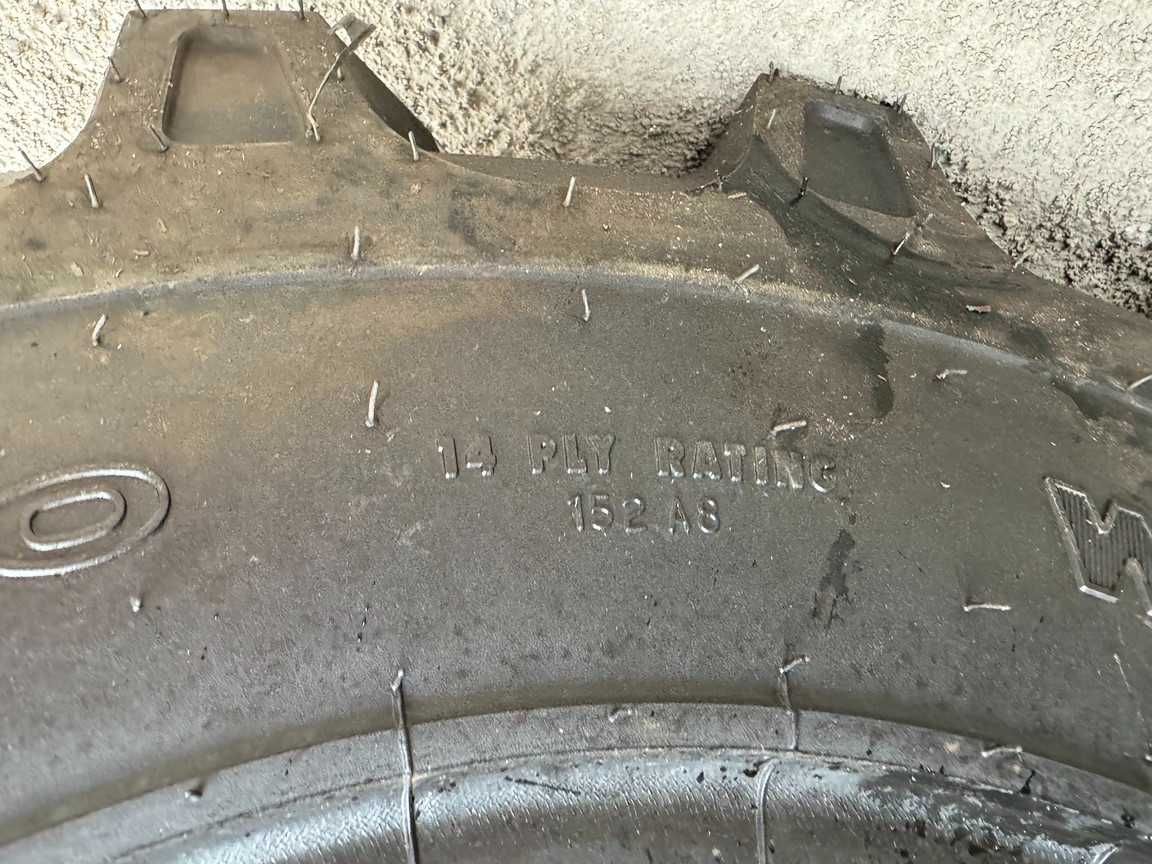 O
14 PLY RATING
152 A8
W